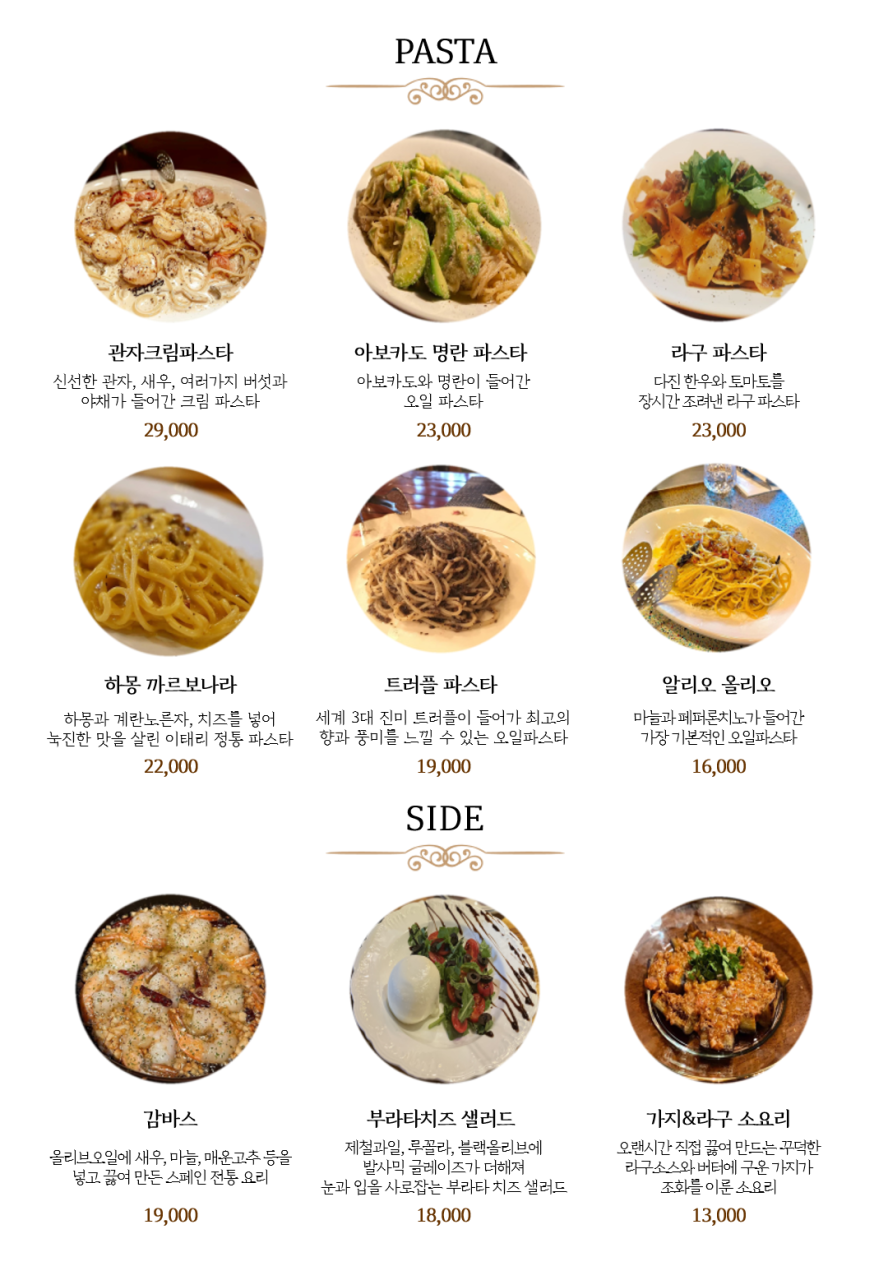 PASTA
관자크림파스타
신선한 관자, 새우, 여러가지 버섯과
야채가 들어간 크림 파스타
29,000
아보카도 명란 파스타
아보카도와 명란이 들어간
오일 파스타
23,000
라구 파스타
다진 한우와 토마토를
장시간 조려낸 라구 파스타
23,000
하몽 까르보나라
하몽과 계란노른자, 치즈를 넣어
눅진한 맛을 살린 이태리 정통 파스타
22,000
트러플 파스타
세계 3대 진미 트러플이 들어가 최고의
향과 풍미를 느낄 수 있는 오일파스타
19,000
알리오 올리오
마늘과 페퍼론치노가 들어간
가장 기본적인 오일파스타
16,000
SIDE
감바스
올리브오일에 새우, 마늘, 매운고추 등을
넣고 끓여 만든 스페인 전통 요리
19,000
부라타치즈 샐러드
제철과일, 루꼴라, 블랙올리브에
발사믹 글레이즈가 더해져
눈과 입을 사로잡는 부라타 치즈 샐러드
18,000
가지&라구 소요리
오랜시간 직접 끓여 만드는 꾸덕한
라구소스와 버터에 구운 가지가
조화를 이룬 소요리
13,000